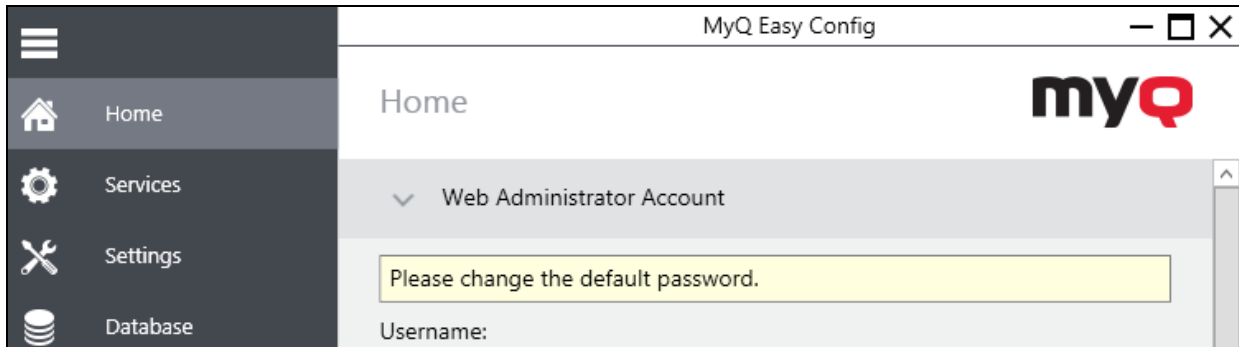 MyQ Easy Config
Home
Home
myQ
Services
Web Administrator Account
Settings
Please change the default password.
Database
Username: